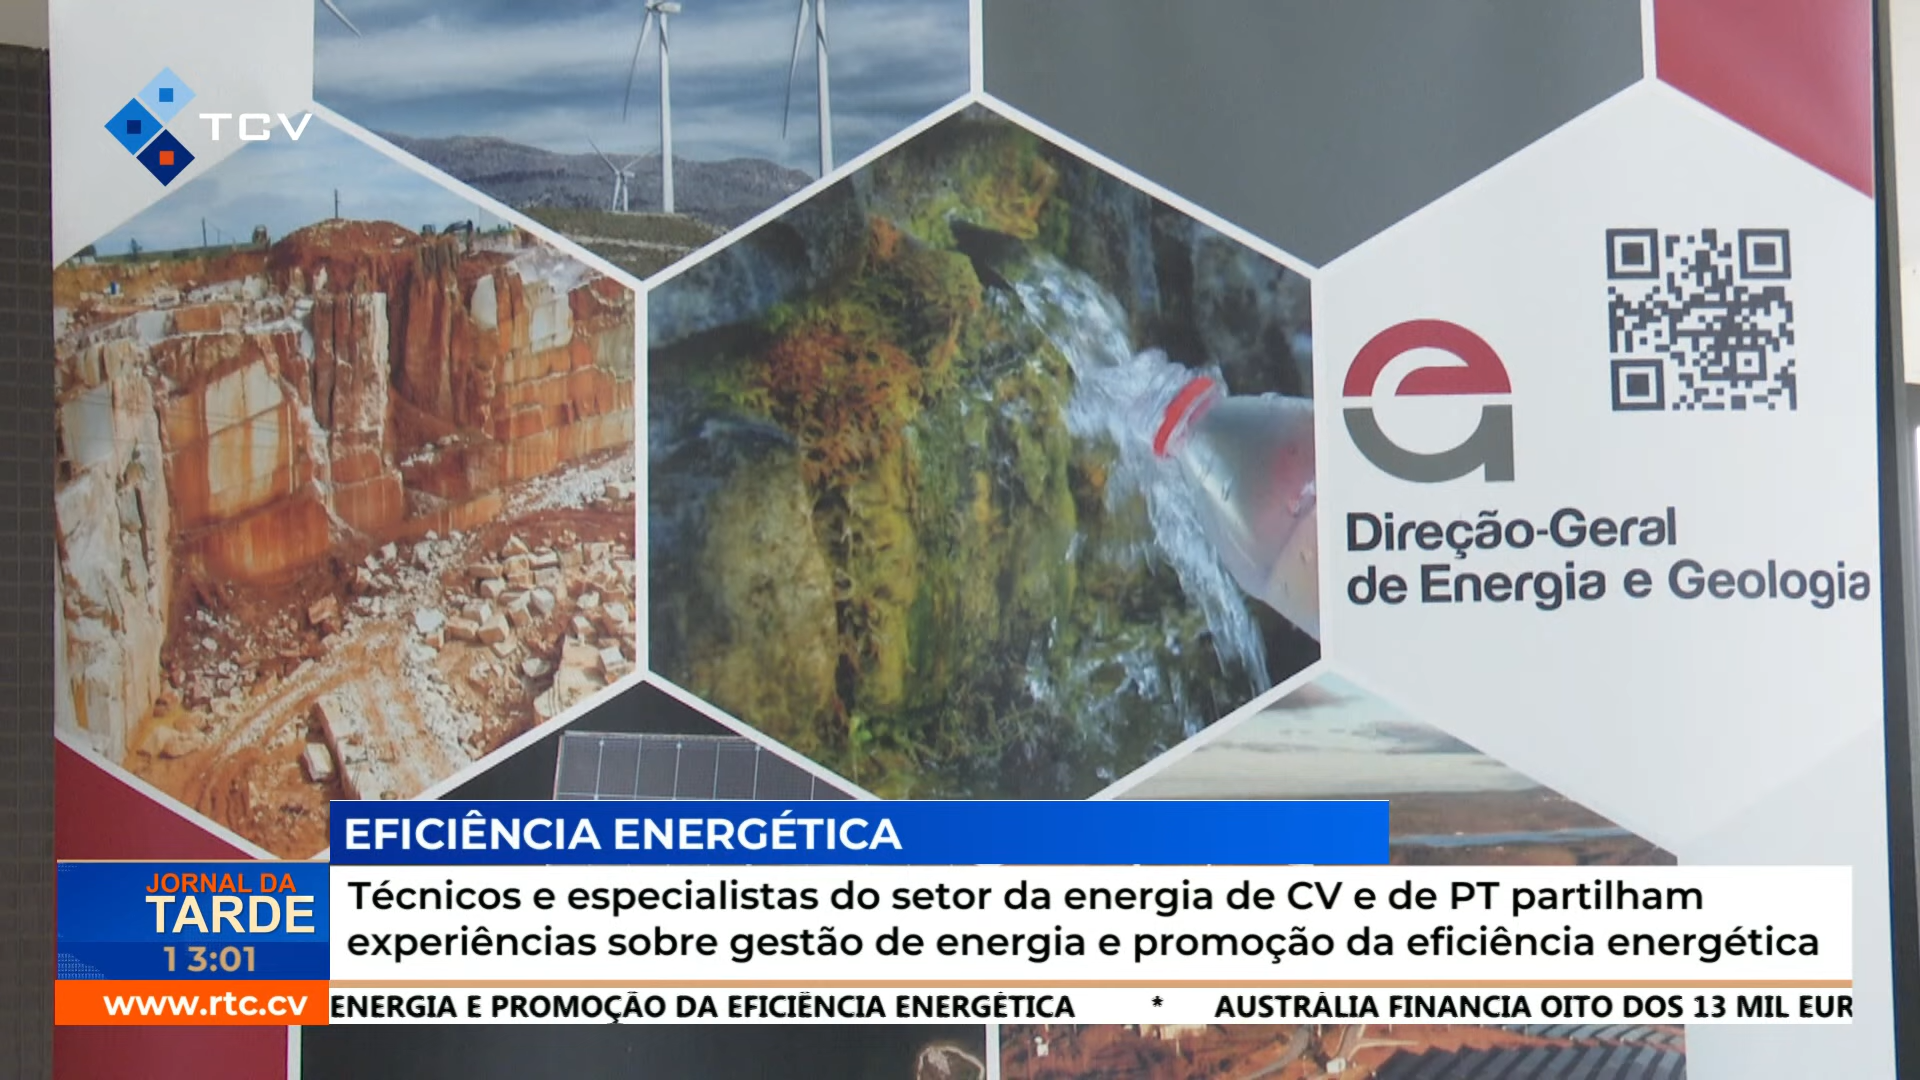 TCV
Direção-Geral
de Energia e Geologia
EFICIÊNCIA ENERGÉTICA
JORNAL DA
TARDE
13:01
Técnicos e especialistas do setor da energia de CV e de PT partilham
experiências sobre gestão de energia e promoção da eficiência energética
www.rtc.cv
ENERGIA E PROMOÇÃO DA EFICIÊNCIA ENERGÉTICA * AUSTRÁLIA FINANCIA OITO DOS 13 MIL EUR